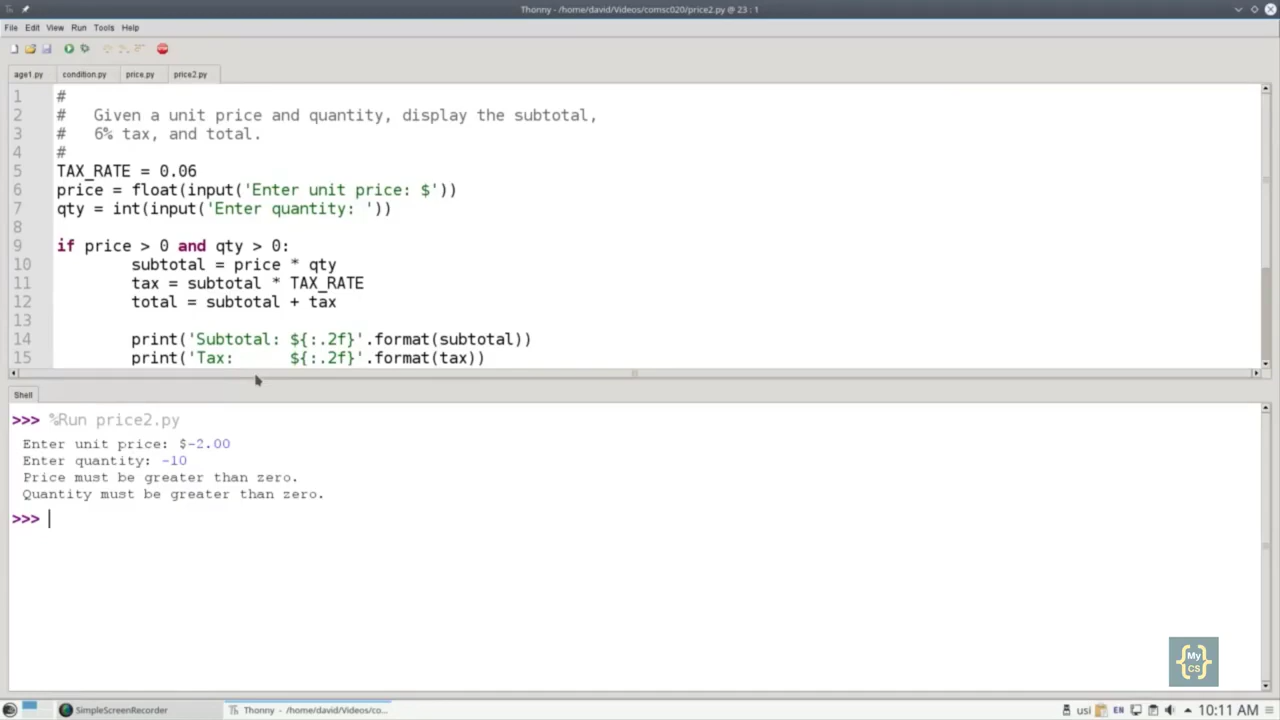 Thonny - /home/david/Videos/comsc020/price2.py @ 23 : 1
File Edit View Run Tools Help
age1.py condition.py price.py price2.py
1 #
2 #   Given a unit price and quantity, display the subtotal,
3 #   6% tax, and total.
4 #
5 TAX_RATE = 0.06
6 price = float(input('Enter unit price: $'))
7 qty = int(input('Enter quantity: '))
8
9 if price > 0 and qty > 0:
10         subtotal = price * qty
11         tax = subtotal * TAX_RATE
12         total = subtotal + tax
13
14         print('Subtotal: ${:.2f}'.format(subtotal))
15         print('Tax:      ${:.2f}'.format(tax))
Shell
>>> %Run price2.py
Enter unit price: $-2.00
Enter quantity: -10
Price must be greater than zero.
Quantity must be greater than zero.
>>>
{My CS}
SimpleScreenRecorder Th Thonny - /home/david/Videos/co... usi EN 10:11 AM